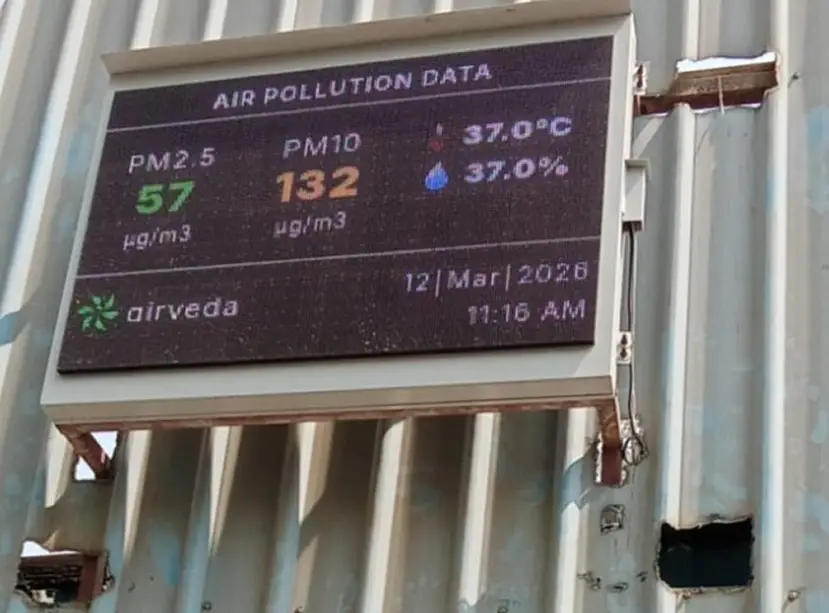 AIR POLLUTION DATA
PM2.5 PM10 37.0°C
57 132 37.0%
µg/m3 µg/m3
airveda 12|Mar|2026
11:16 AM